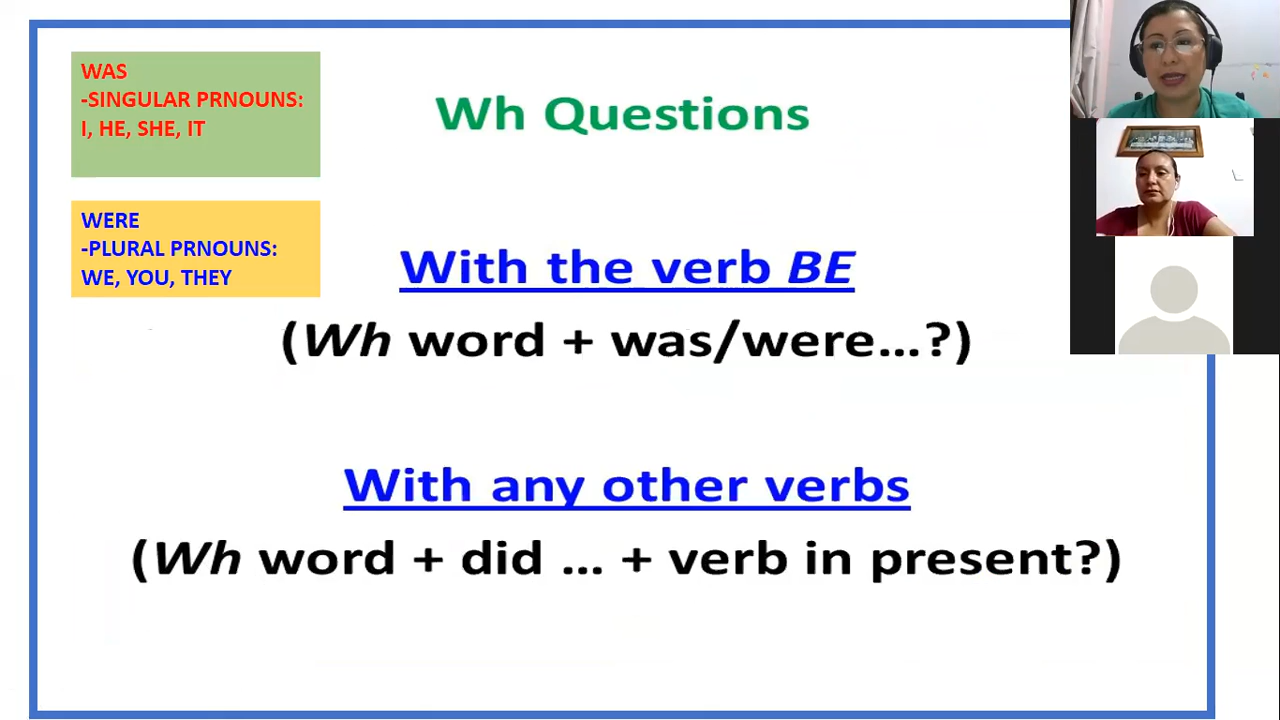 WAS
-SINGULAR PRNOUNS:
I, HE, SHE, IT
WERE
-PLURAL PRNOUNS:
WE, YOU, THEY
Wh Questions
With the verb BE
(Wh word + was/were...?)
With any other verbs
(Wh word + did ... + verb in present?)